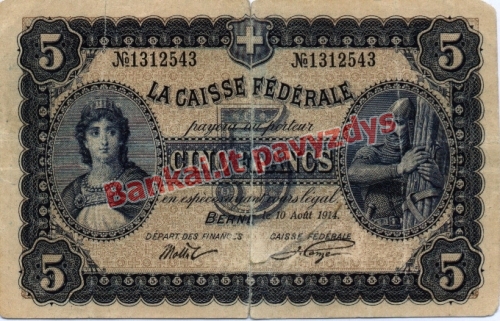 5 5
№1312543 №1312543
LA CAISSE FÉDÉRALE
payera au porteur
CINQ FRANCS
en espèces ayant cours légal
BERNE, le 10 Août 1914.
DÉPART. DES FINANCES CAISSE FÉDÉRALE
5 5
Bankai.lt pavyzdys